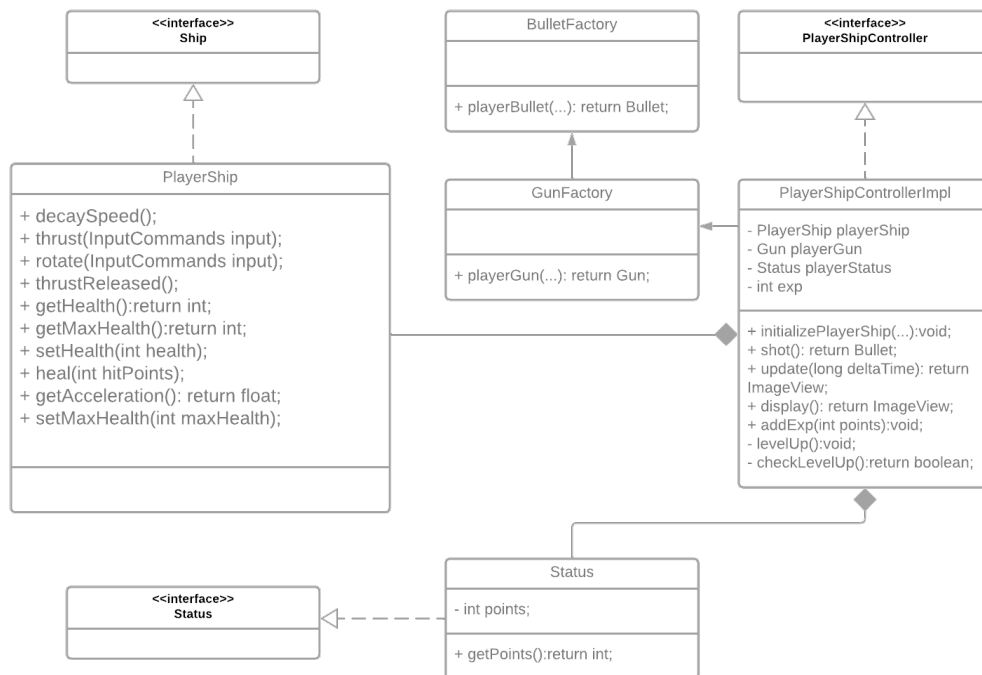 <<interface>>
Ship
PlayerShip
+ decaySpeed();
+ thrust(InputCommands input);
+ rotate(InputCommands input);
+ thrustReleased();
+ getHealth():return int;
+ getMaxHealth():return int;
+ setHealth(int health);
+ heal(int hitPoints);
+ getAcceleration(): return float;
+ setMaxHealth(int maxHealth);
BulletFactory
+ playerBullet(...): return Bullet;
GunFactory
+ playerGun(...): return Gun;
<<interface>>
PlayerShipController
PlayerShipControllerImpl
- PlayerShip playerShip
- Gun playerGun
- Status playerStatus
- int exp
+ initializePlayerShip(...):void;
+ shot(): return Bullet;
+ update(long deltaTime): return
ImageView;
+ display(): return ImageView;
+ addExp(int points):void;
- levelUp():void;
- checkLevelUp():return boolean;
<<interface>>
Status
Status
- int points;
+ getPoints():return int;